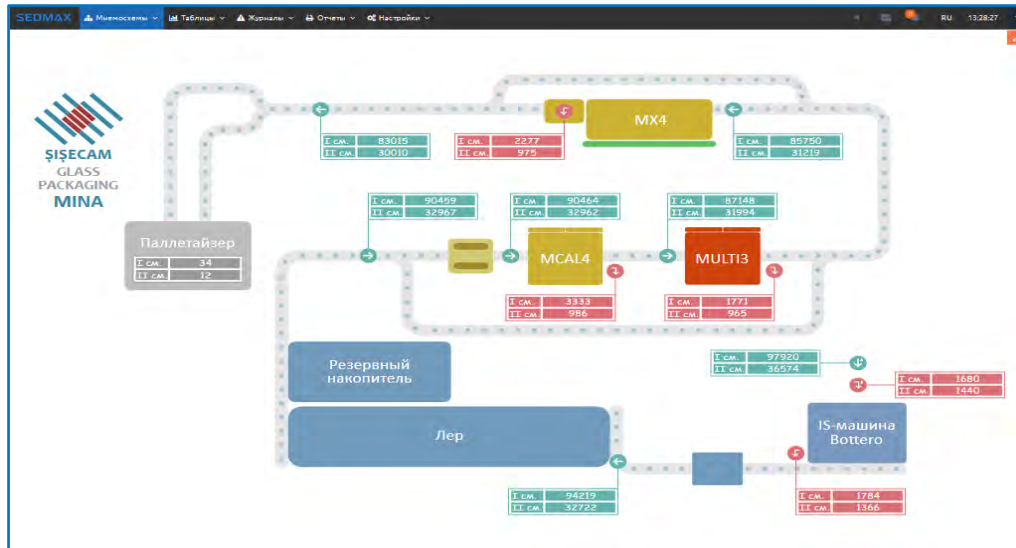 SEDMAX Мнемосхемы Таблицы Журналы Отчеты Настройки RU 13:28:27
ŞIŞECAM
GLASS
PACKAGING
MINA
MX4
I см. 83015
II см. 30010
I см. 2277
II см. 975
I см. 85750
II см. 31219
I см. 90459
II см. 32967
I см. 90464
II см. 32962
I см. 87148
II см. 31994
Паллетайзер
I см. 34
II см. 12
MCAL4
MULTI3
I см. 3333
II см. 986
I см. 1771
II см. 965
Резервный
накопитель
I см. 97920
II см. 36574
I см. 1680
II см. 1440
Лер
IS-машина
Bottero
I см. 94219
II см. 32722
I см. 1784
II см. 1366